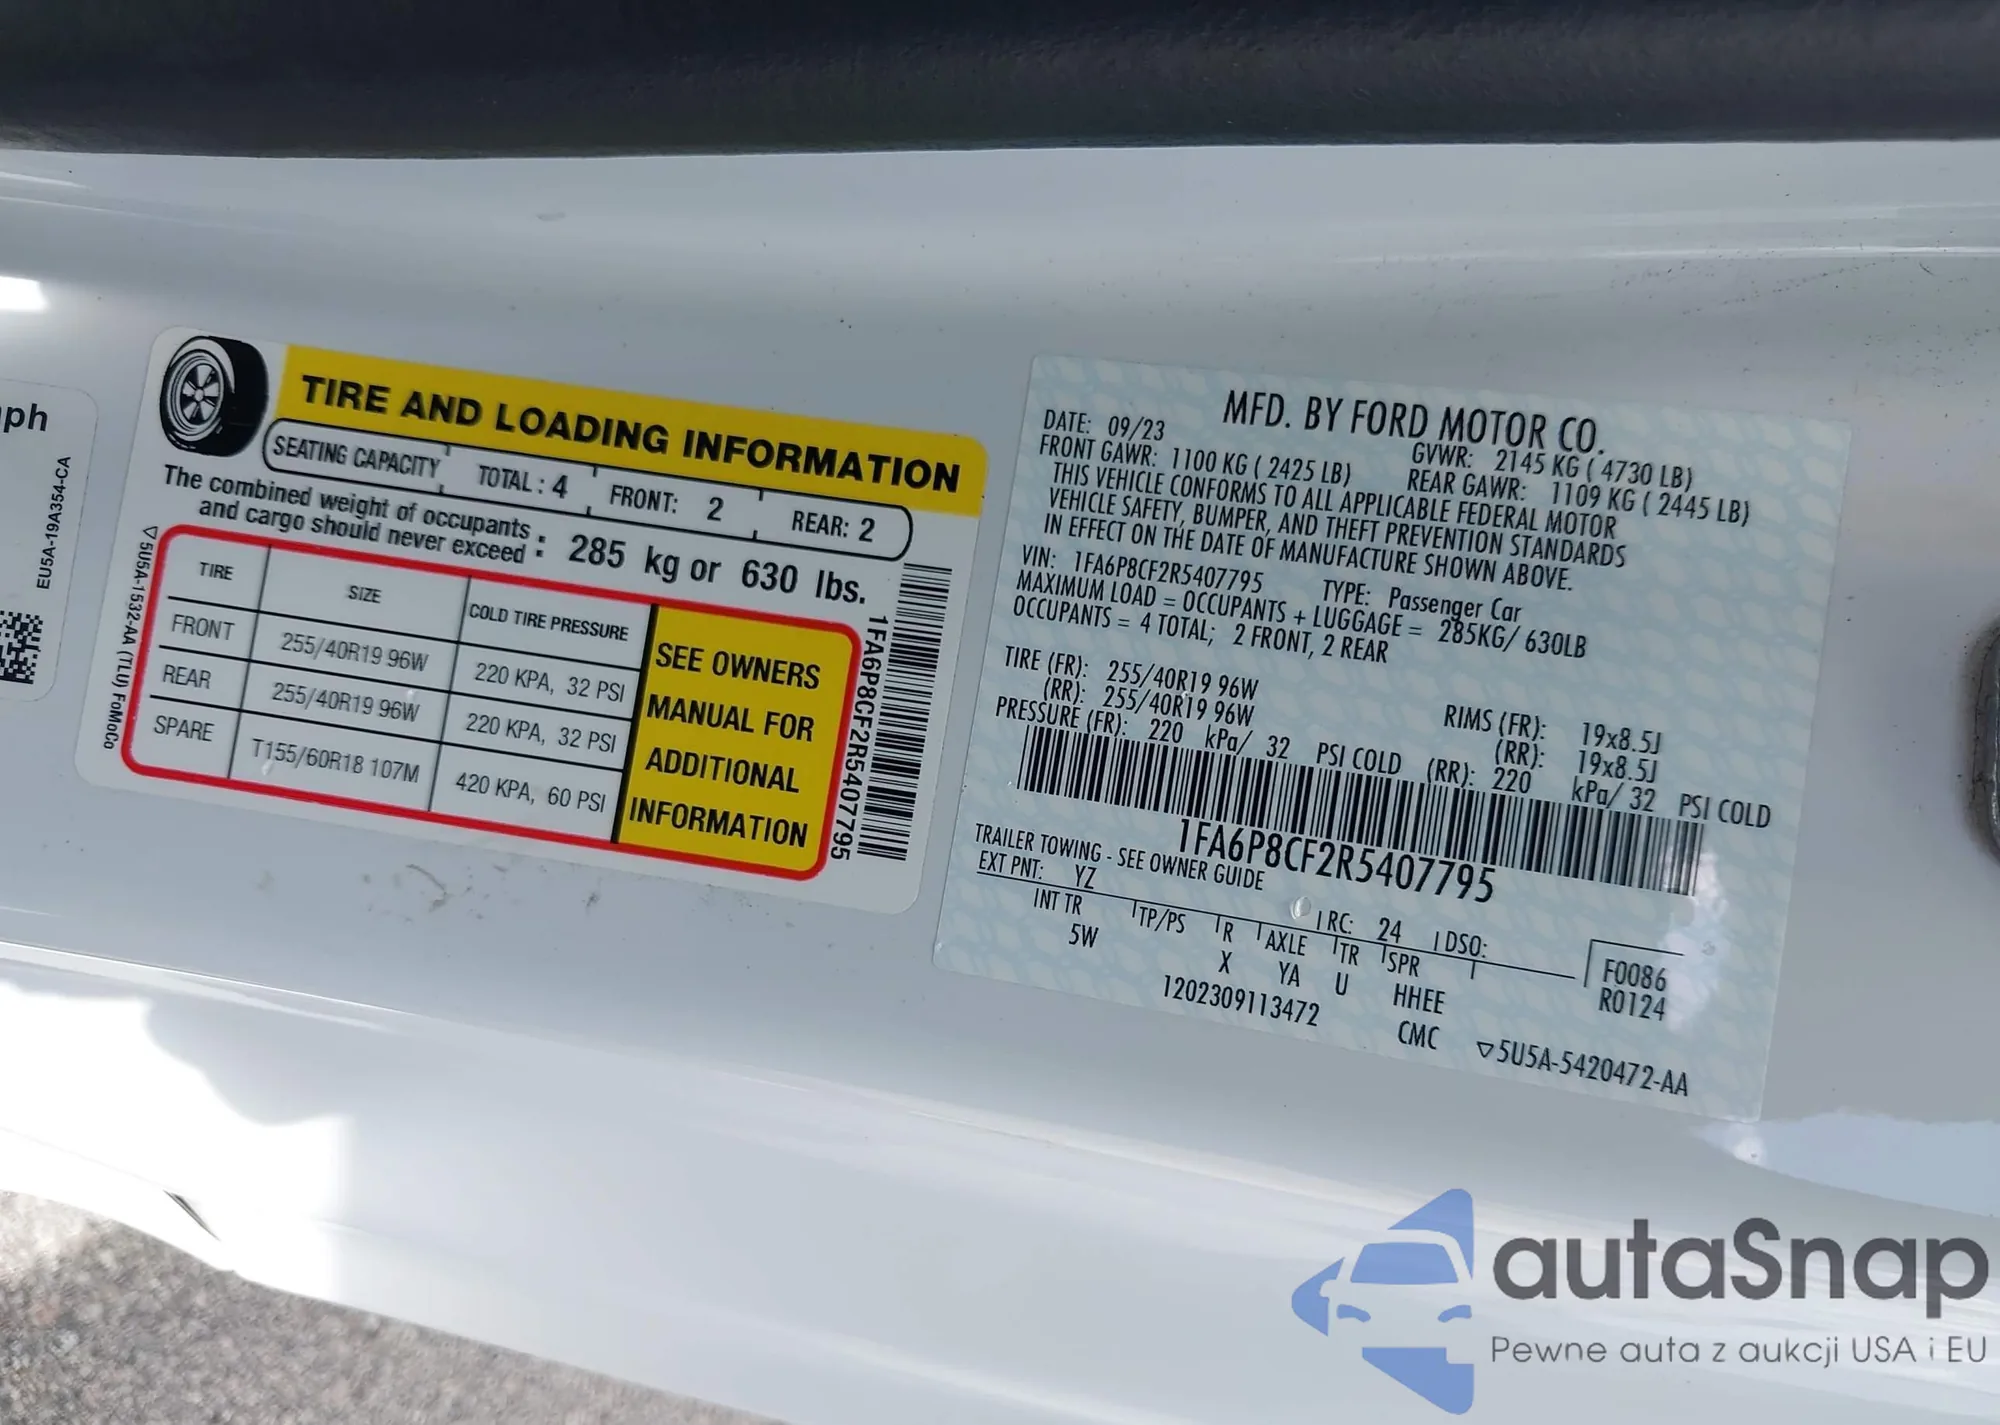 ph
EU5A-19A354-CA
TIRE AND LOADING INFORMATION
SEATING CAPACITY TOTAL : 4 FRONT: 2 REAR: 2
The combined weight of occupants
and cargo should never exceed : 285 kg or 630 lbs.
TIRE SIZE COLD TIRE PRESSURE
FRONT 255/40R19 96W 220 KPA, 32 PSI
REAR 255/40R19 96W 220 KPA, 32 PSI
SPARE T155/60R18 107M 420 KPA, 60 PSI
SEE OWNERS
MANUAL FOR
ADDITIONAL
INFORMATION
5U5A-1532-AA (TLU) FoMoCo
1FA6P8CF2R5407795
MFD. BY FORD MOTOR CO.
DATE: 09/23 GVWR: 2145 KG ( 4730 LB)
FRONT GAWR: 1100 KG ( 2425 LB) REAR GAWR: 1109 KG ( 2445 LB)
THIS VEHICLE CONFORMS TO ALL APPLICABLE FEDERAL MOTOR
VEHICLE SAFETY, BUMPER, AND THEFT PREVENTION STANDARDS
IN EFFECT ON THE DATE OF MANUFACTURE SHOWN ABOVE.
VIN: 1FA6P8CF2R5407795 TYPE: Passenger Car
MAXIMUM LOAD = OCCUPANTS + LUGGAGE = 285KG/ 630LB
OCCUPANTS = 4 TOTAL; 2 FRONT, 2 REAR
TIRE (FR): 255/40R19 96W RIMS (FR): 19x8.5J
(RR): 255/40R19 96W (RR): 19x8.5J
PRESSURE (FR): 220 kPa/ 32 PSI COLD (RR): 220 kPa/ 32 PSI COLD
1FA6P8CF2R5407795
TRAILER TOWING - SEE OWNER GUIDE
EXT PNT: YZ RC: 24 DSO:
INT TR TP/PS R AXLE TR SPR
5W X YA U HHEE
F0086
R0124
1202309113472 CMC
5U5A-5420472-AA
autaSnap
Pewne auta z aukcji USA i EU